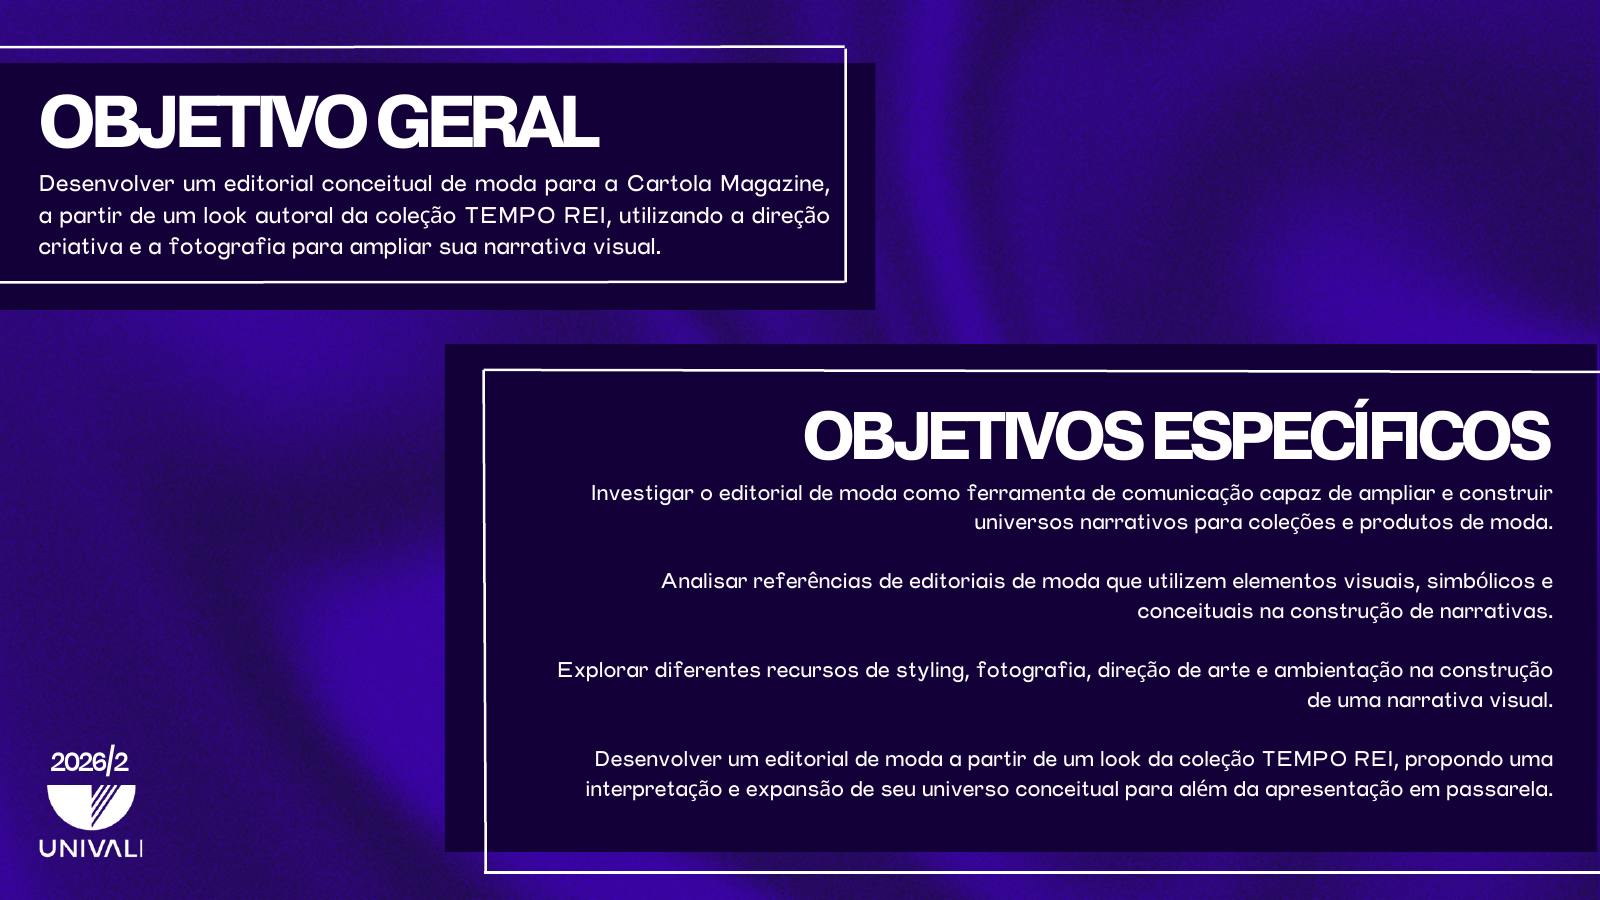 OBJETIVO GERAL
Desenvolver um editorial conceitual de moda para a Cartola Magazine,
a partir de um look autoral da coleção TEMPO REI, utilizando a direção
criativa e a fotografia para ampliar sua narrativa visual.
OBJETIVOS ESPECÍFICOS
Investigar o editorial de moda como ferramenta de comunicação capaz de ampliar e construir
universos narrativos para coleções e produtos de moda.
Analisar referências de editoriais de moda que utilizem elementos visuais, simbólicos e
conceituais na construção de narrativas.
Explorar diferentes recursos de styling, fotografia, direção de arte e ambientação na construção
de uma narrativa visual.
Desenvolver um editorial de moda a partir de um look da coleção TEMPO REI, propondo uma
interpretação e expansão de seu universo conceitual para além da apresentação em passarela.
2026/2
UNIVALI